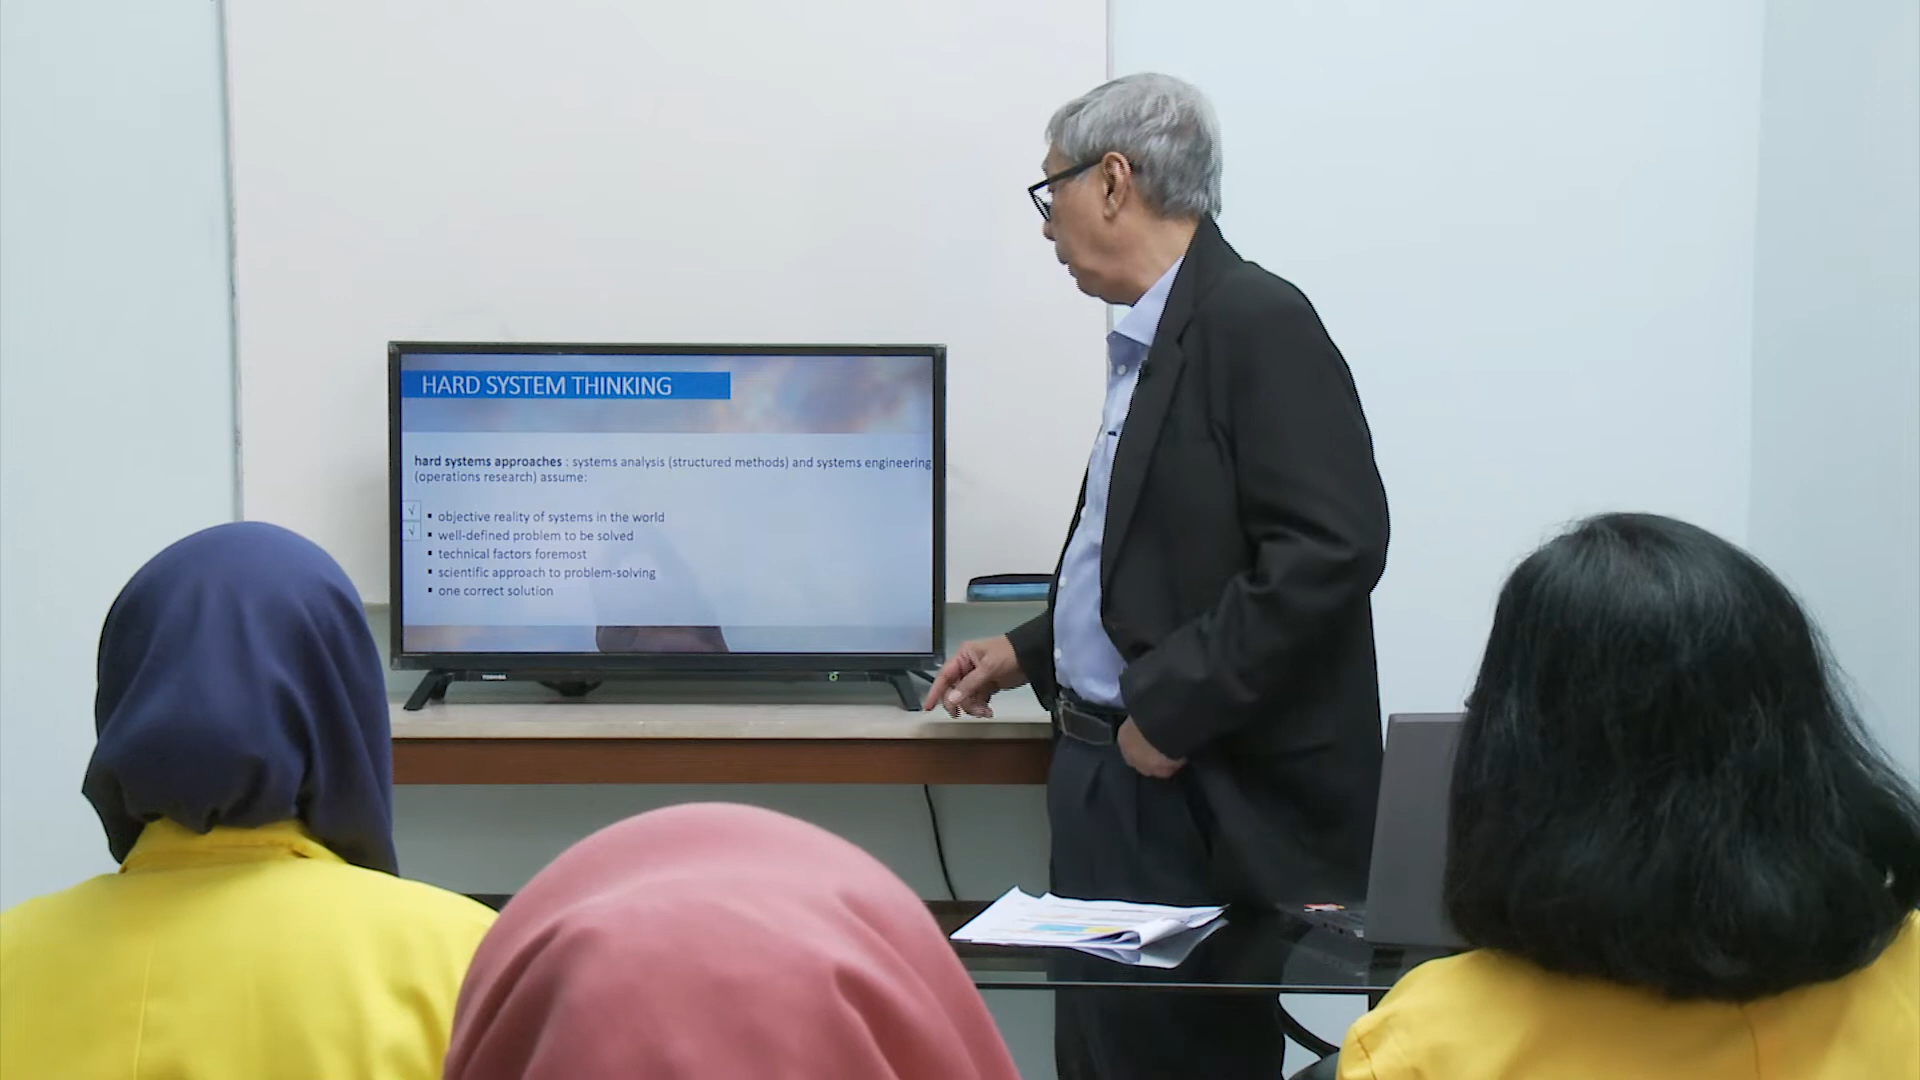 HARD SYSTEM THINKING
hard systems approaches : systems analysis (structured methods) and systems engineering
(operations research) assume:
√ ▪ objective reality of systems in the world
√ ▪ well-defined problem to be solved
▪ technical factors foremost
▪ scientific approach to problem-solving
▪ one correct solution
TOSHIBA